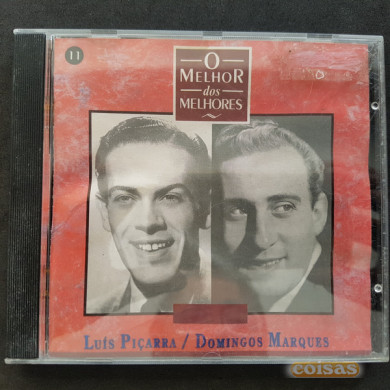 11
O
MELHOR
dos
MELHORES
LUÍS PIÇARRA / DOMINGOS MARQUES
coisas